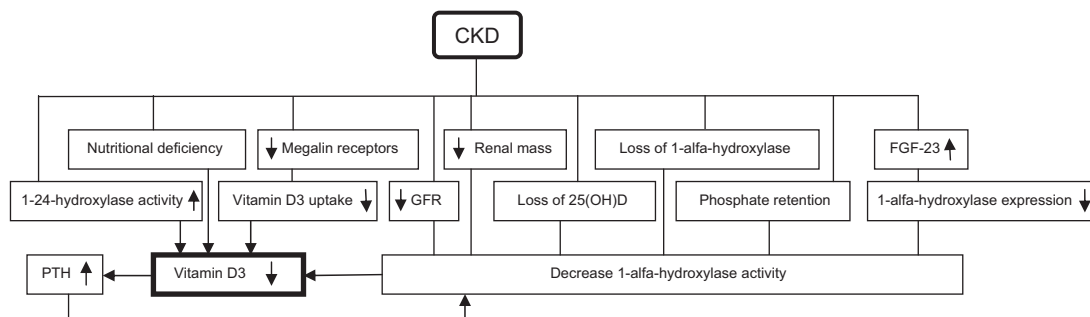 CKD
Nutritional deficiency
Megalin receptors
Renal mass
Loss of 1-alfa-hydroxylase
FGF-23
1-24-hydroxylase activity
Vitamin D3 uptake
GFR
Loss of 25(OH)D
Phosphate retention
1-alfa-hydroxylase expression
PTH
Vitamin D3
Decrease 1-alfa-hydroxylase activity